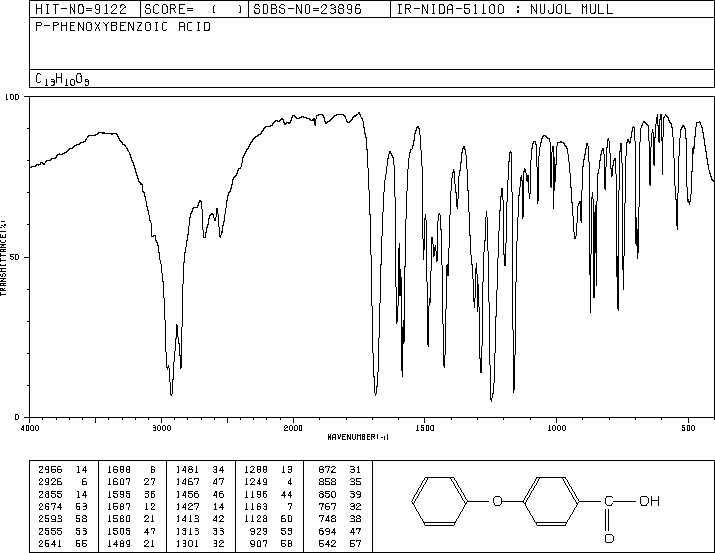 HIT-NO=9122 SCORE= ( ) SDBS-NO=23896 IR-NIDA-51100 : NUJOL MULL
P-PHENOXYBENZOIC ACID
C13H10O3
100
50
0
TRANSMITTANCE(%)
4000 3000 2000 1500 1000 500
WAVENUMBER(-1)
2956 14 1688 6 1481 34 1288 13 872 31
2926 6 1607 27 1467 47 1249 4 858 35
2855 14 1595 36 1456 46 1196 44 850 39
2674 53 1587 12 1427 14 1163 7 767 32
2593 58 1580 21 1413 42 1128 60 748 38
2555 53 1505 47 1313 33 929 53 694 47
2541 55 1489 21 1301 32 907 58 542 57
O C OH
O